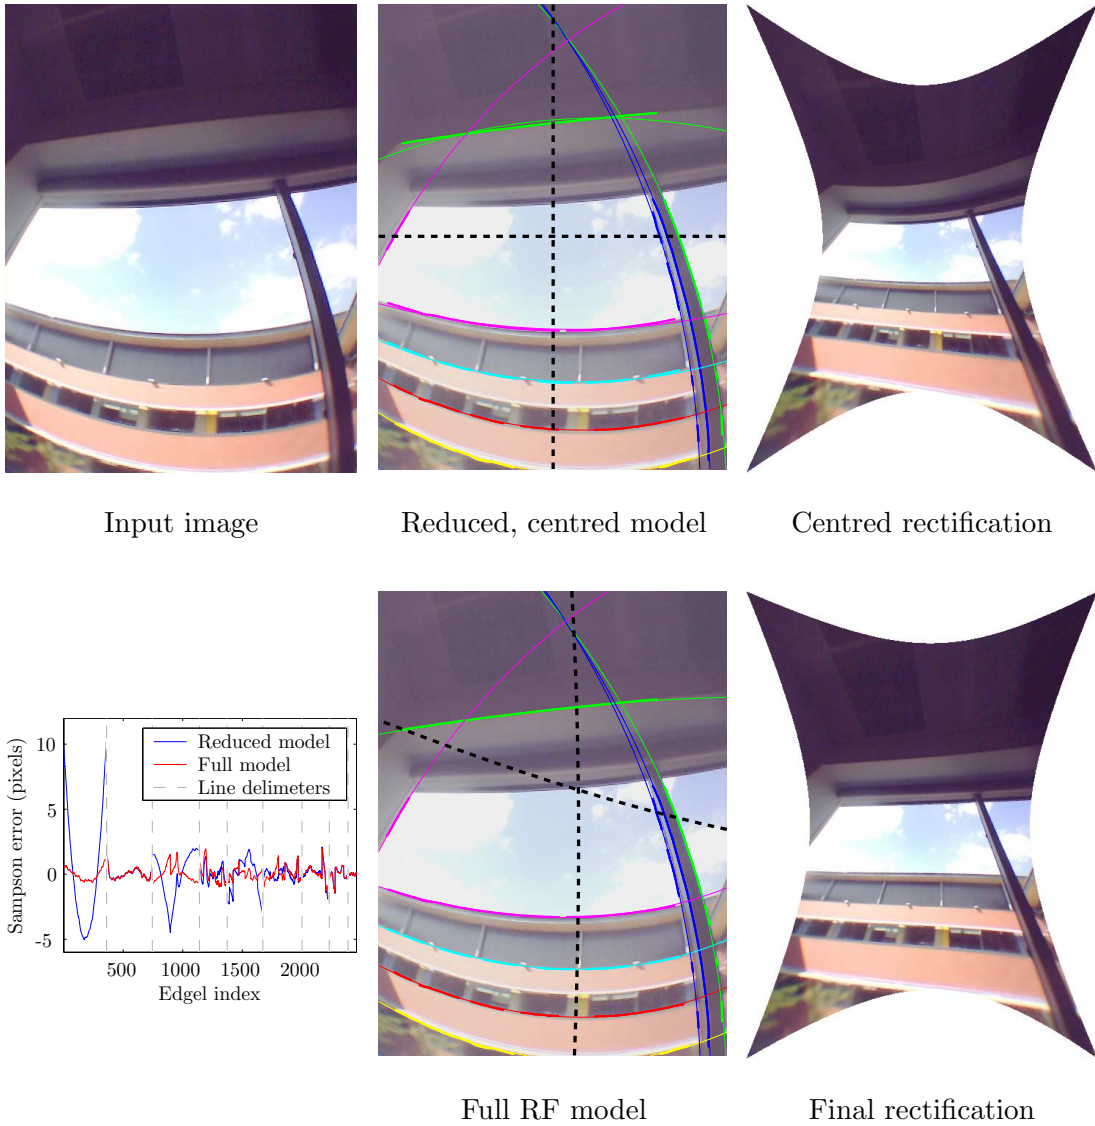 Input image
Reduced, centred model
Centred rectification
10
5
0
-5
Sampson error (pixels)
Reduced model
Full model
Line delimeters
500
1000
1500
2000
Edgel index
Full RF model
Final rectification